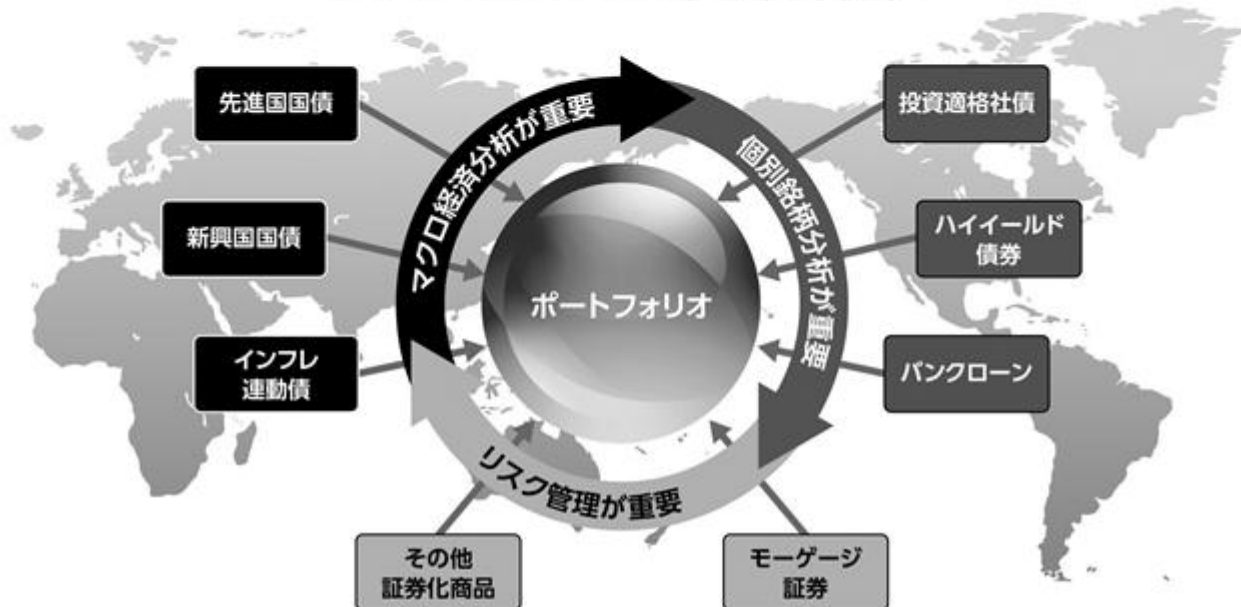 先進国国債
新興国国債
インフレ
連動債
マクロ経済分析が重要
個別銘柄分析が重要
リスク管理が重要
ポートフォリオ
投資適格社債
ハイイールド
債券
バンクローン
その他
証券化商品
モーゲージ
証券